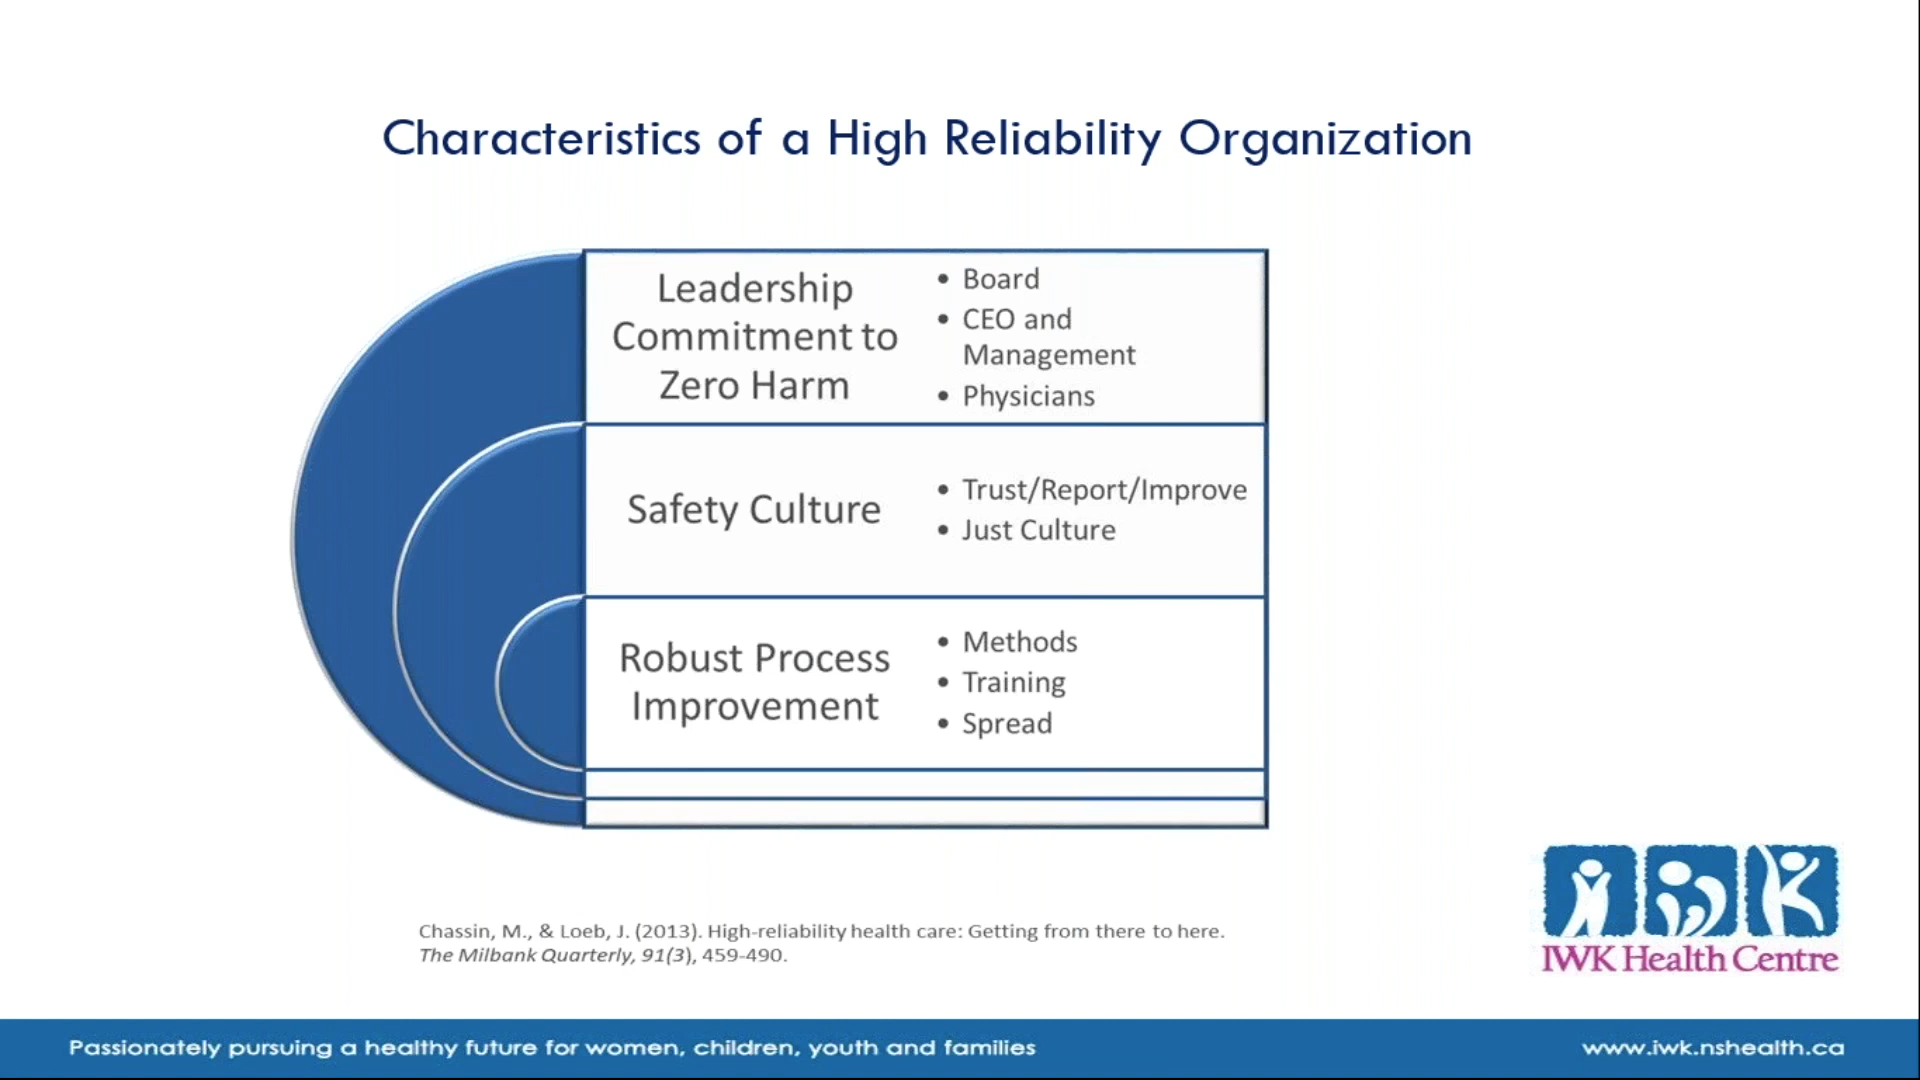 Characteristics of a High Reliability Organization
Leadership
Commitment to
Zero Harm
• Board
• CEO and
Management
• Physicians
Safety Culture
• Trust/Report/Improve
• Just Culture
Robust Process
Improvement
• Methods
• Training
• Spread
Chassin, M., & Loeb, J. (2013). High-reliability health care: Getting from there to here.
The Milbank Quarterly, 91(3), 459-490.
iwk
IWK Health Centre
Passionately pursuing a healthy future for women, children, youth and families
www.iwk.nshealth.ca